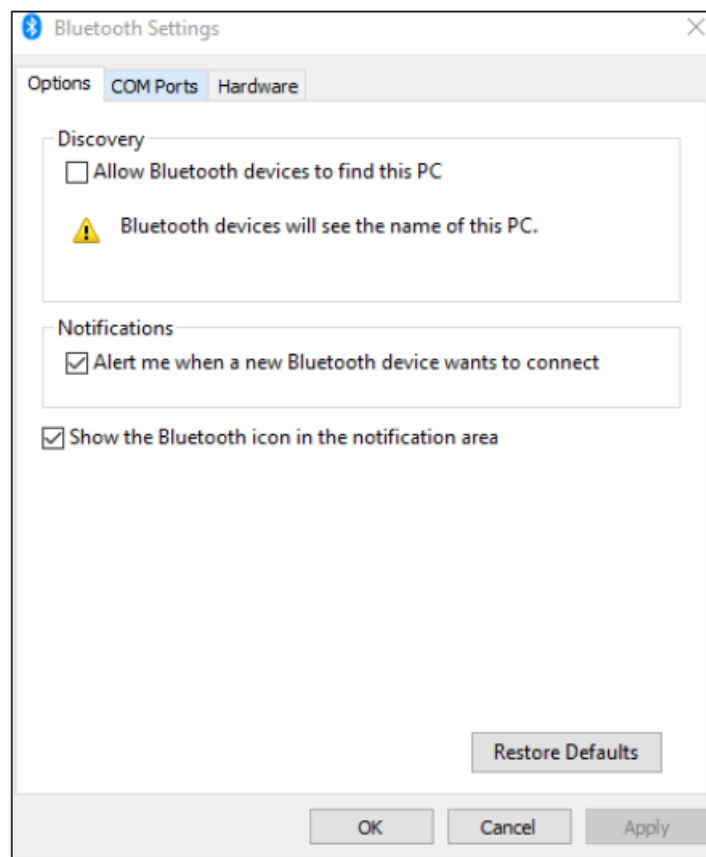 Bluetooth Settings
Options COM Ports Hardware
Discovery
Allow Bluetooth devices to find this PC
Bluetooth devices will see the name of this PC.
Notifications
Alert me when a new Bluetooth device wants to connect
Show the Bluetooth icon in the notification area
Restore Defaults
OK Cancel Apply